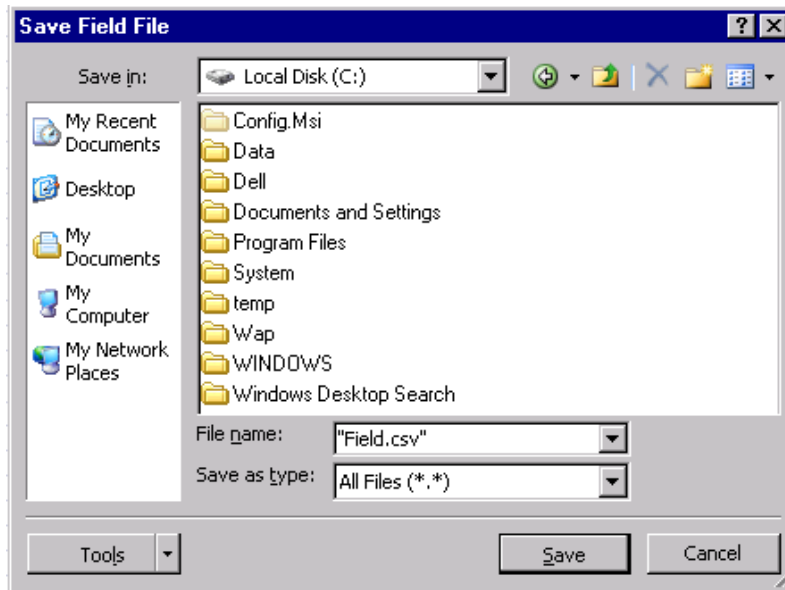 Save Field File
Save in:
Local Disk (C:)
My Recent
Documents
Desktop
My
Documents
My
Computer
My Network
Places
Config.Msi
Data
Dell
Documents and Settings
Program Files
System
temp
Wap
WINDOWS
Windows Desktop Search
File name:
"Field.csv"
Save as type:
All Files (*.*)
Tools
Save
Cancel